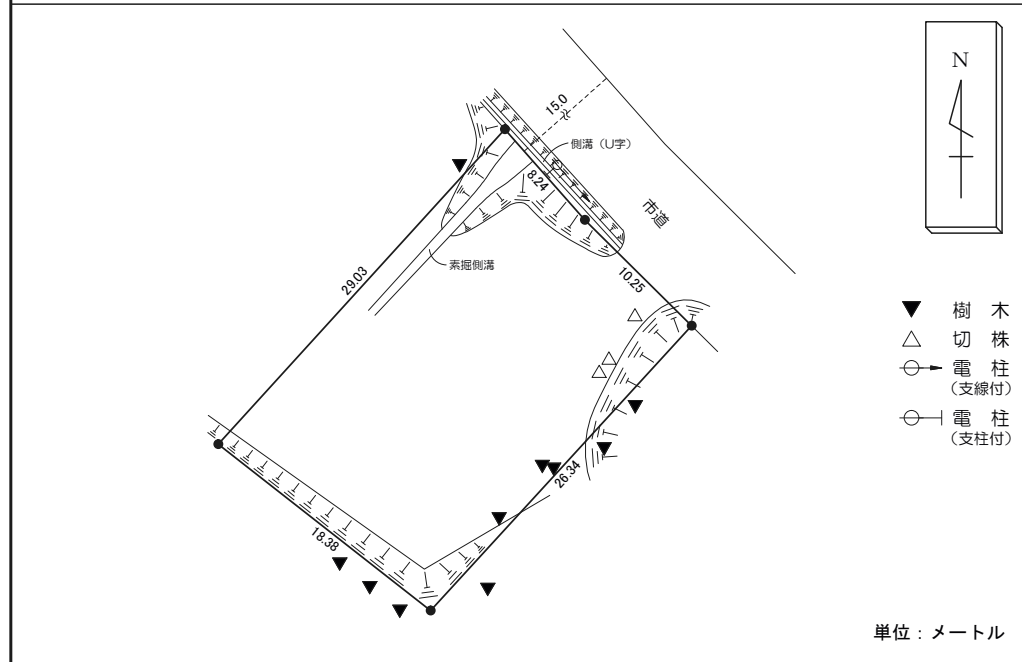 15.0
側溝（U字）
8.24
市道
素掘側溝
29.03
10.25
26.34
18.38
N
樹木
切株
電柱
（支線付）
電柱
（支柱付）
単位：メートル